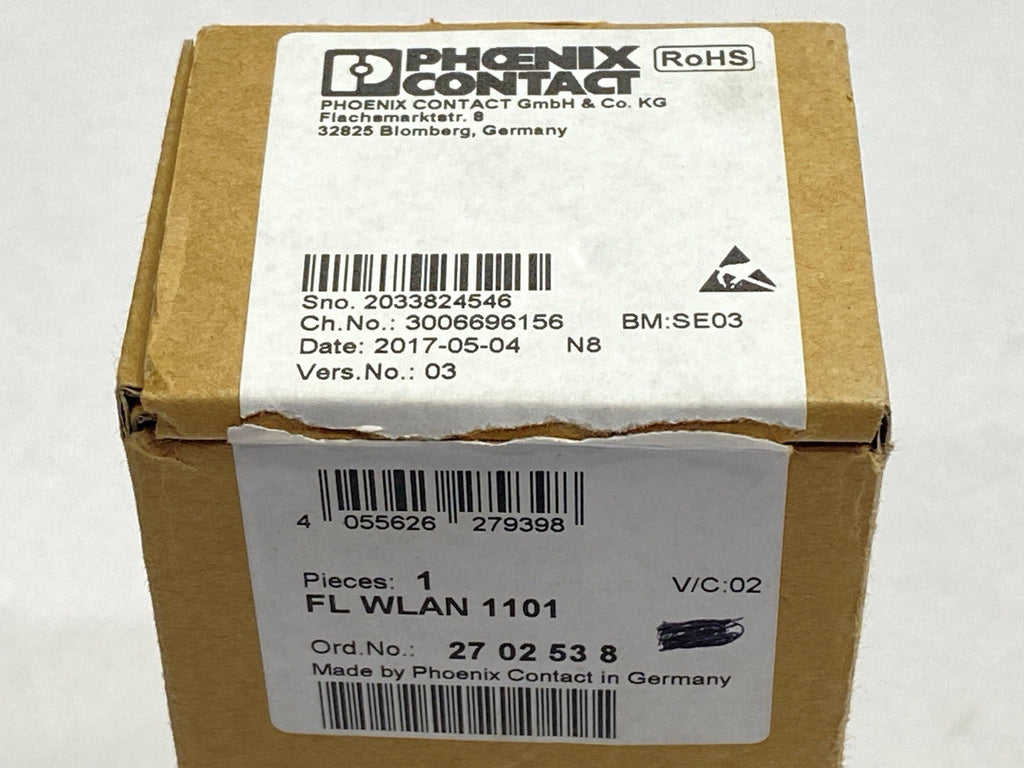 PHŒNIX
CONTACT
RoHS
PHOENIX CONTACT GmbH & Co. KG
Flachsmarktstr. 8
32825 Blomberg, Germany
Sno. 2033824546
Ch.No.: 3006696156 BM:SE03
Date: 2017-05-04 N8
Vers.No.: 03
4 055626 279398
Pieces: 1 V/C:02
FL WLAN 1101
Ord.No.: 27 02 53 8
Made by Phoenix Contact in Germany